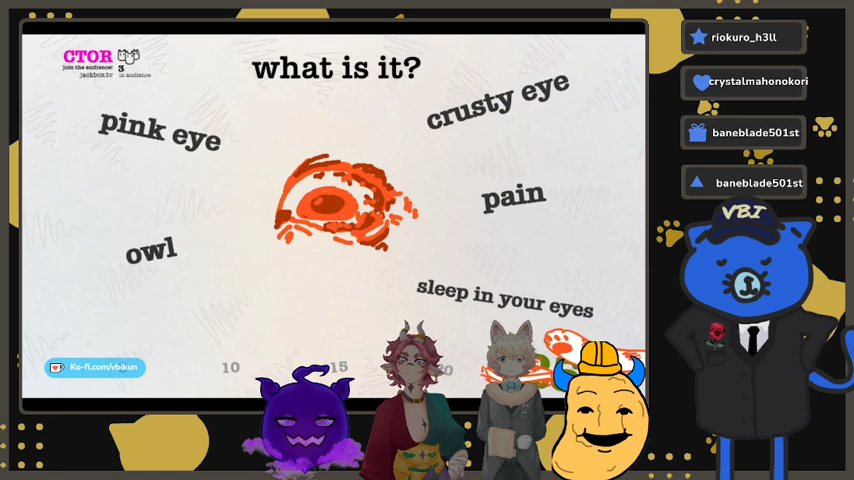 CTOR
join the audience!
jackbox.tv
3
in audience
what is it?
pink eye
crusty eye
pain
owl
sleep in your eyes
Ko-fi.com/vbikun
10
15
20
riokuro_h3ll
crystalmahonokori
baneblade501st
baneblade501st
VBI